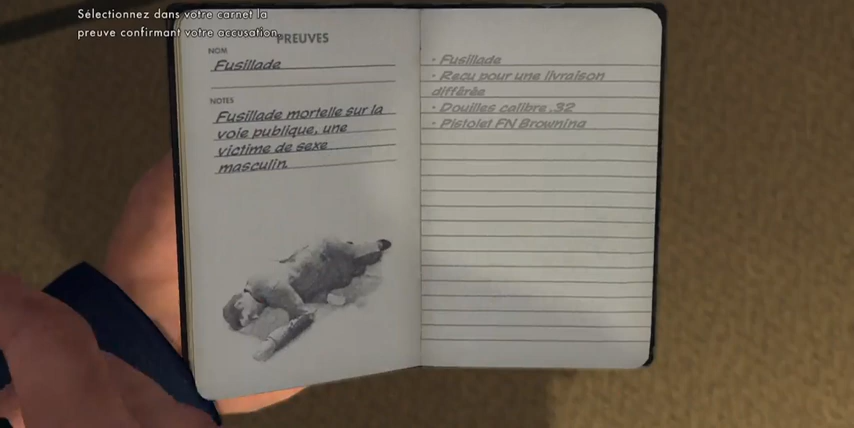 Sélectionnez dans votre carnet la
preuve confirmant votre accusation.
PREUVES
NOM
Fusillade
NOTES
Fusillade mortelle sur la
voie publique, une
victime de sexe
masculin.
- Fusillade
- Reçu pour une livraison
différée
- Douilles calibre .32
- Pistolet FN Browning